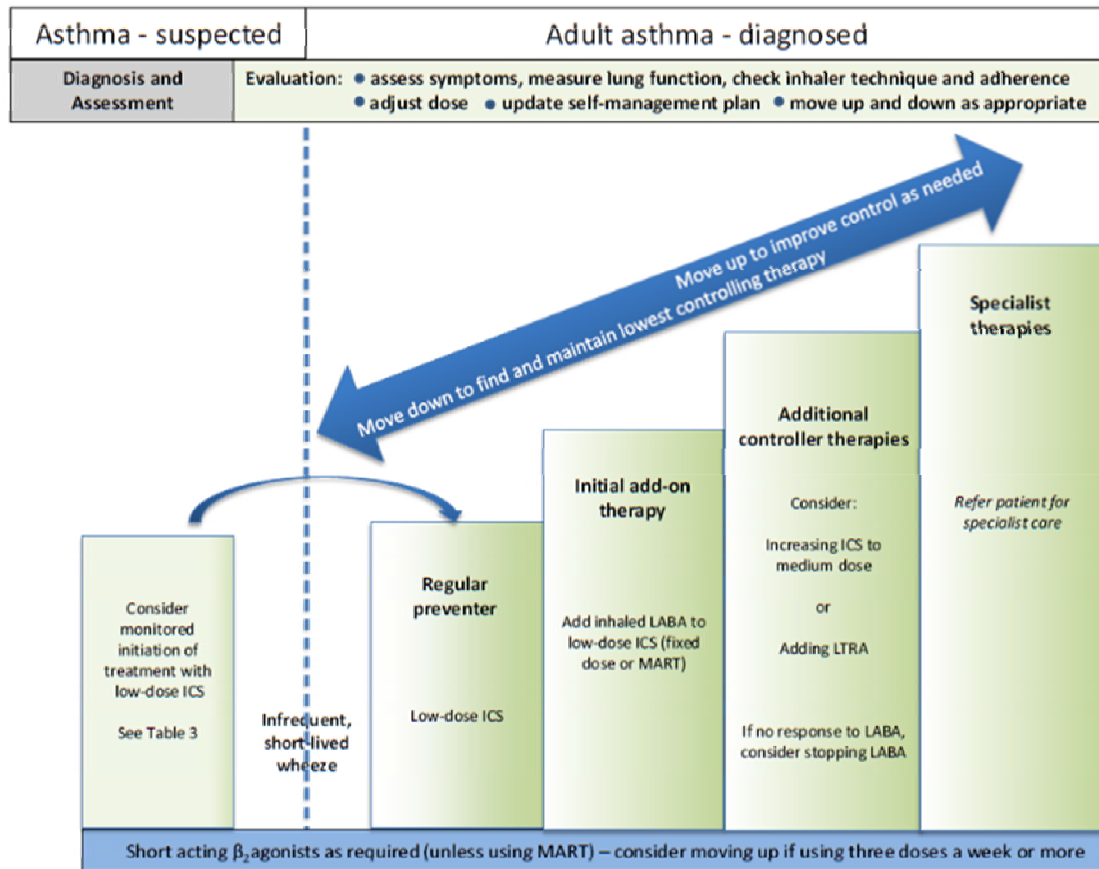 Asthma - suspected
Adult asthma - diagnosed
Diagnosis and
Assessment
Evaluation: • assess symptoms, measure lung function, check inhaler technique and adherence
• adjust dose • update self-management plan • move up and down as appropriate
Move up to improve control as needed
Move down to find and maintain lowest controlling therapy
Consider
monitored
initiation of
treatment with
low-dose ICS
See Table 3
Infrequent,
short-lived
wheeze
Regular
preventer
Low-dose ICS
Initial add-on
therapy
Add inhaled LABA to
low-dose ICS (fixed
dose or MART)
Additional
controller therapies
Consider:
Increasing ICS to
medium dose
or
Adding LTRA
If no response to LABA,
consider stopping LABA
Specialist
therapies
Refer patient for
specialist care
Short acting β₂agonists as required (unless using MART) – consider moving up if using three doses a week or more